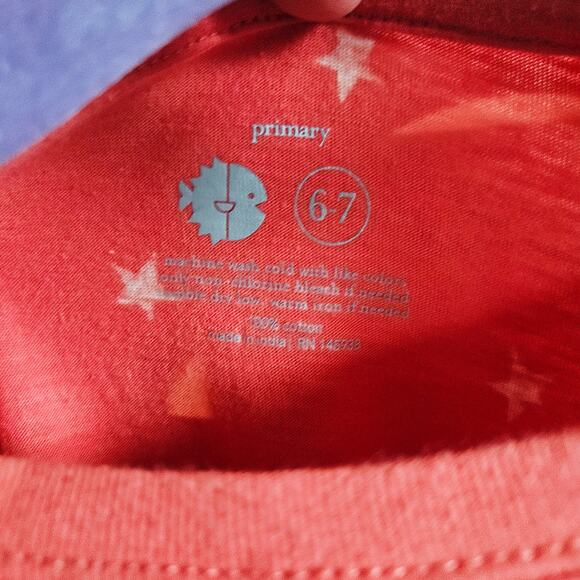 primary
6-7
machine wash cold with like colors
only non-chlorine bleach if needed
tumble dry low, warm iron if needed
100% cotton
made in india | RN 145938